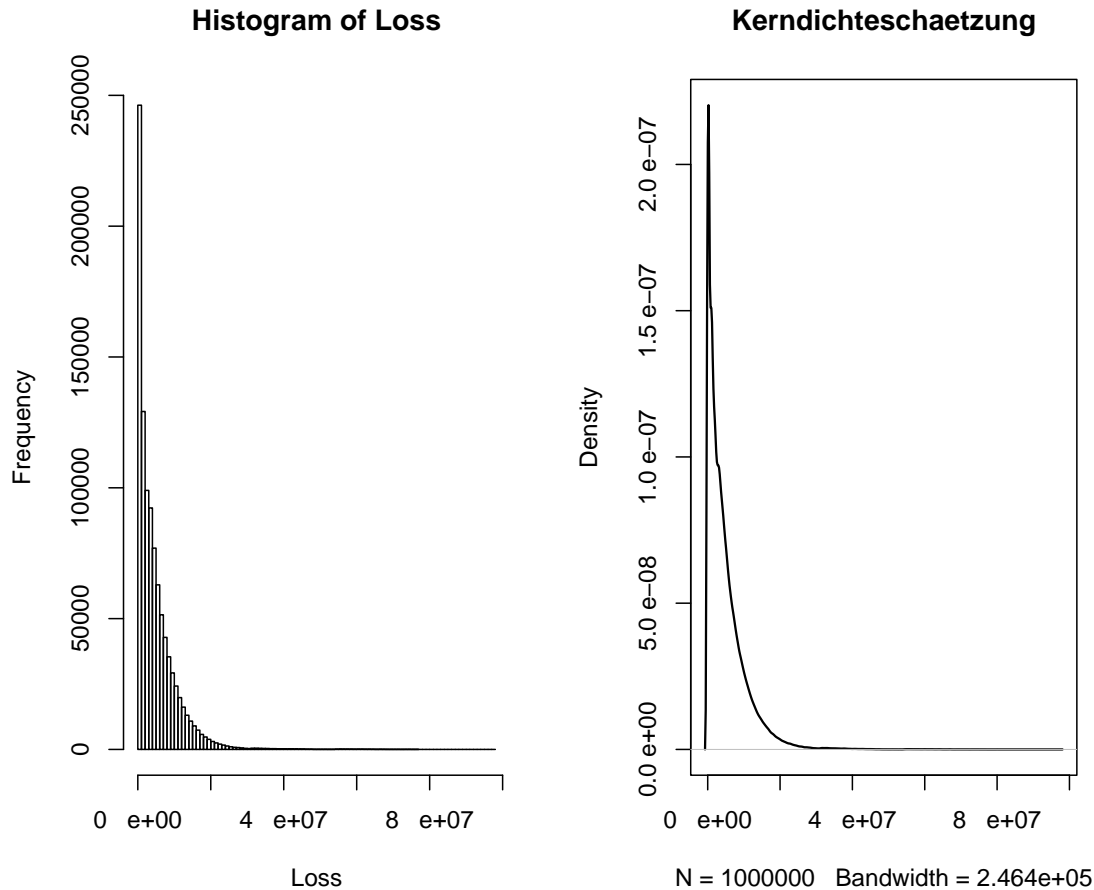 Histogram of Loss
Frequency
250000
200000
150000
100000
50000
0
0 e+00 4 e+07 8 e+07
Loss
Kerndichteschaetzung
Density
2.0 e−07
1.5 e−07
1.0 e−07
5.0 e−08
0.0 e+00
0 e+00 4 e+07 8 e+07
N = 1000000 Bandwidth = 2.464e+05